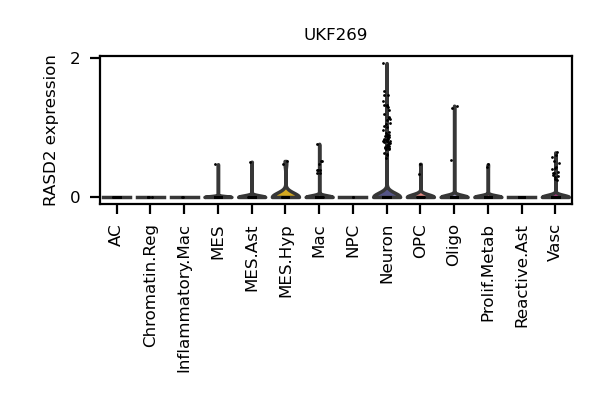 UKF269
RASD2 expression
2
0
AC
Chromatin.Reg
Inflammatory.Mac
MES
MES.Ast
MES.Hyp
Mac
NPC
Neuron
OPC
Oligo
Prolif.Metab
Reactive.Ast
Vasc